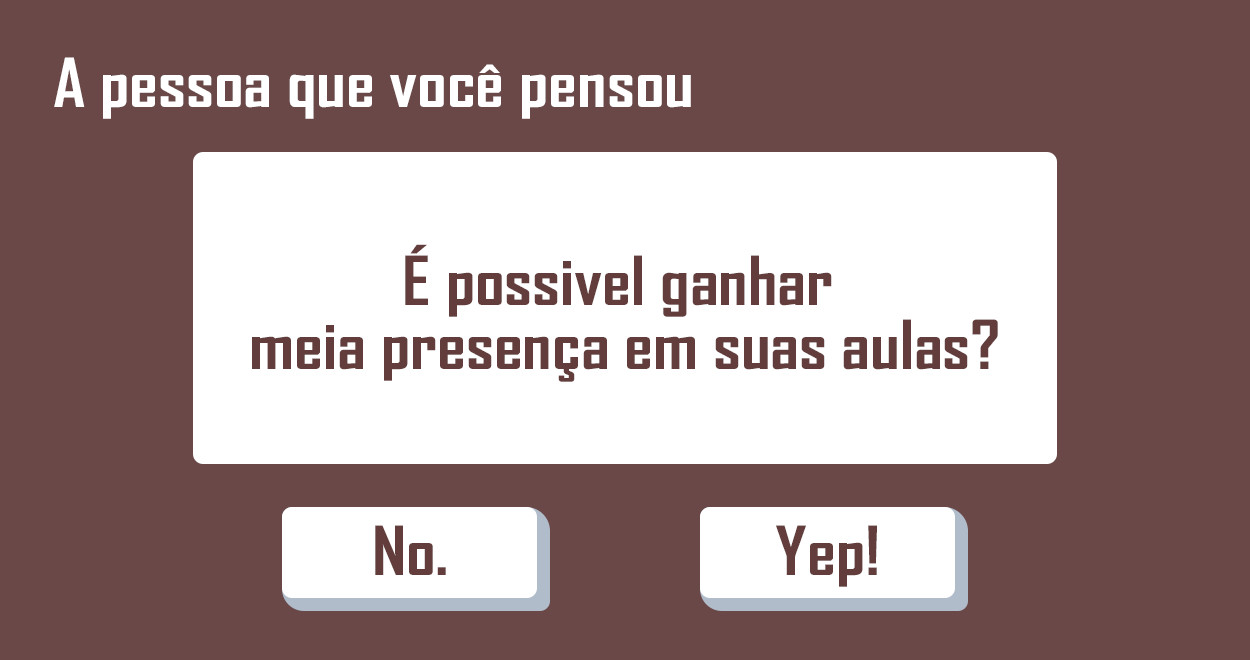 A pessoa que você pensou
É possivel ganhar
meia presença em suas aulas?
No.
Yep!